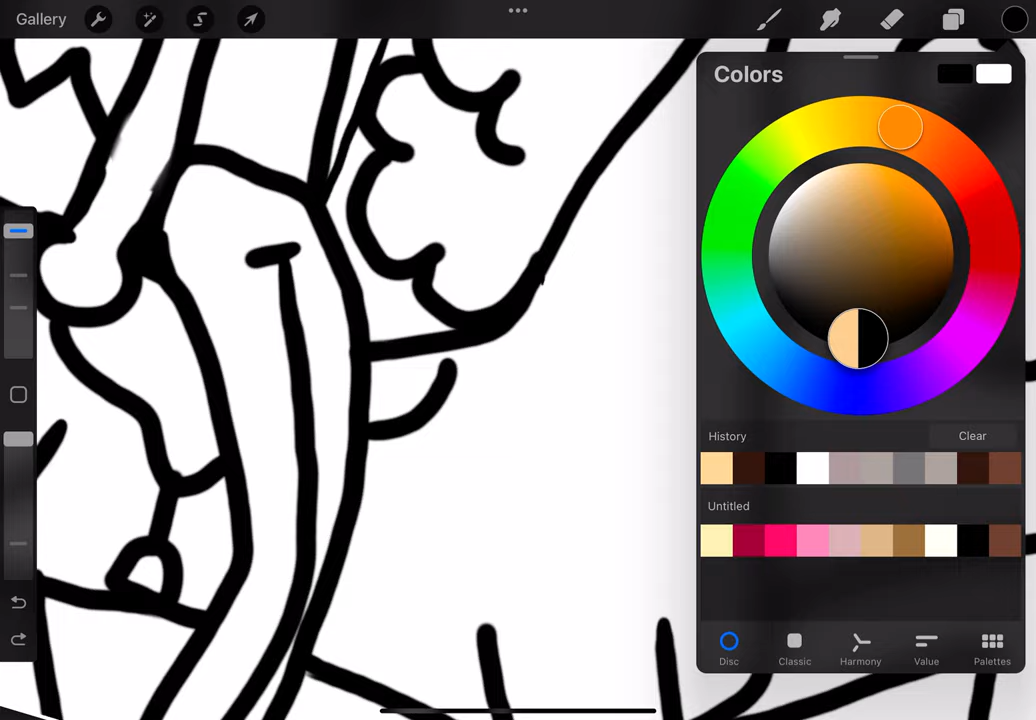 Gallery
Colors
History
Clear
Untitled
Disc
Classic
Harmony
Value
Palettes